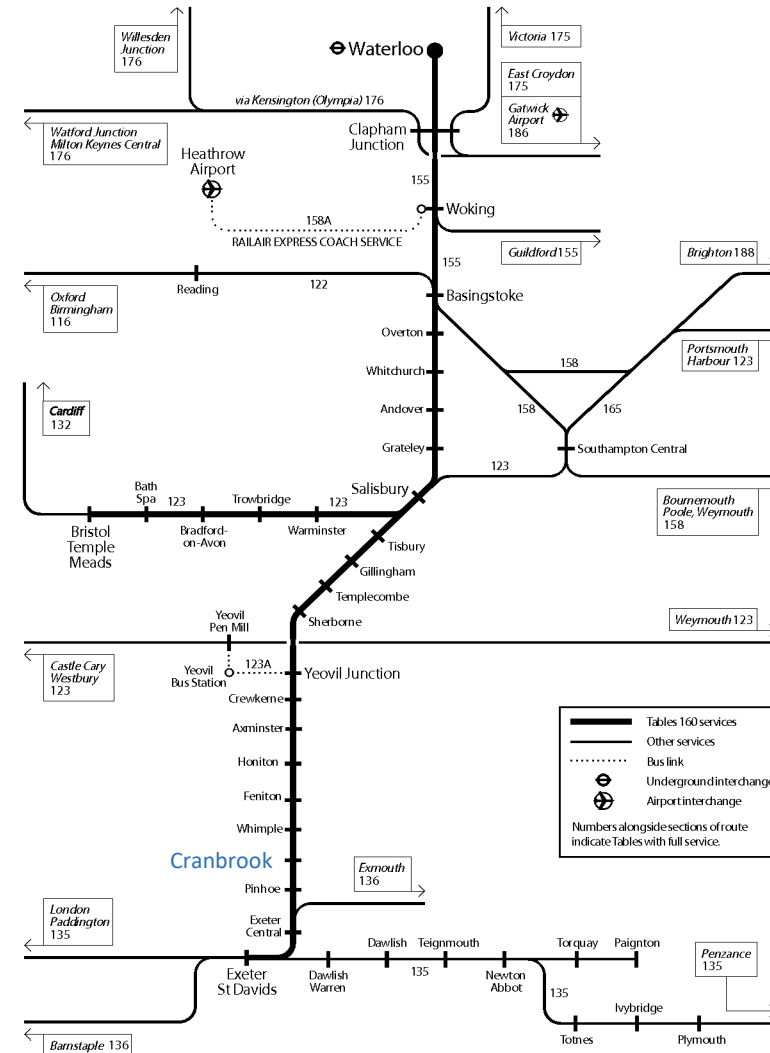 Willesden
Junction
176
Waterloo
Victoria 175
East Croydon
175
Gatwick
Airport
186
via Kensington (Olympia) 176
Watford Junction
Milton Keynes Central
176
Clapham
Junction
Heathrow
Airport
155
158A
Woking
RAILAIR EXPRESS COACH SERVICE
Guildford 155
Brighton 188
155
Reading
122
Basingstoke
Oxford
Birmingham
116
Overton
Portsmouth
Harbour 123
Whitchurch
158
Cardiff
132
Andover
158
165
Grateley
Southampton Central
123
Salisbury
Bath
Spa
123
Trowbridge
123
Bournemouth
Poole, Weymouth
158
Bristol
Temple
Meads
Bradford-
on-Avon
Warminster
Tisbury
Gillingham
Templecombe
Sherborne
Yeovil
Pen Mill
Weymouth 123
Castle Cary
Westbury
123
Yeovil
Bus Station
123A
Yeovil Junction
Crewkerne
Axminster
Honiton
Feniton
Whimple
Cranbrook
Pinhoe
Exeter
Central
Tables 160 services
Other services
Bus link
Underground interchange
Airport interchange
Numbers alongside sections of route
indicate Tables with full service.
Exmouth
136
London
Paddington
135
Exeter
St Davids
Dawlish
Warren
Dawlish
135
Teignmouth
Newton
Abbot
Torquay
Paignton
Penzance
135
135
Totnes
Ivybridge
Plymouth
Barnstaple 136